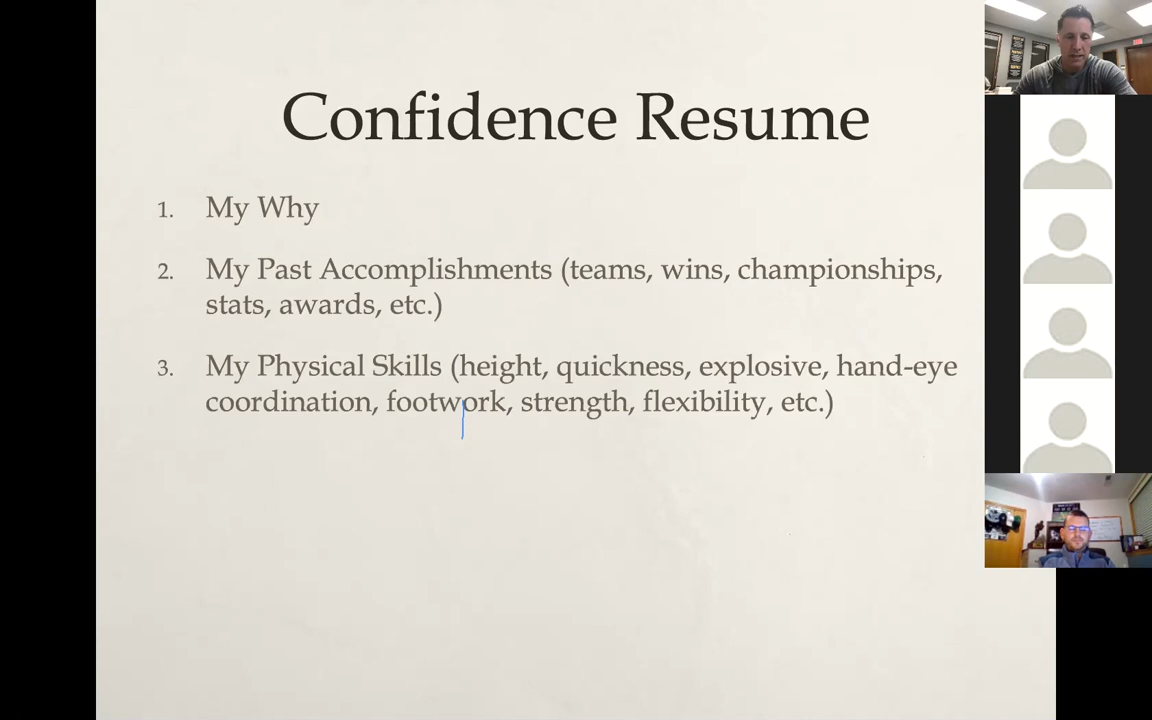 Confidence Resume
1. My Why
2. My Past Accomplishments (teams, wins, championships,
stats, awards, etc.)
3. My Physical Skills (height, quickness, explosive, hand-eye
coordination, footwork, strength, flexibility, etc.)